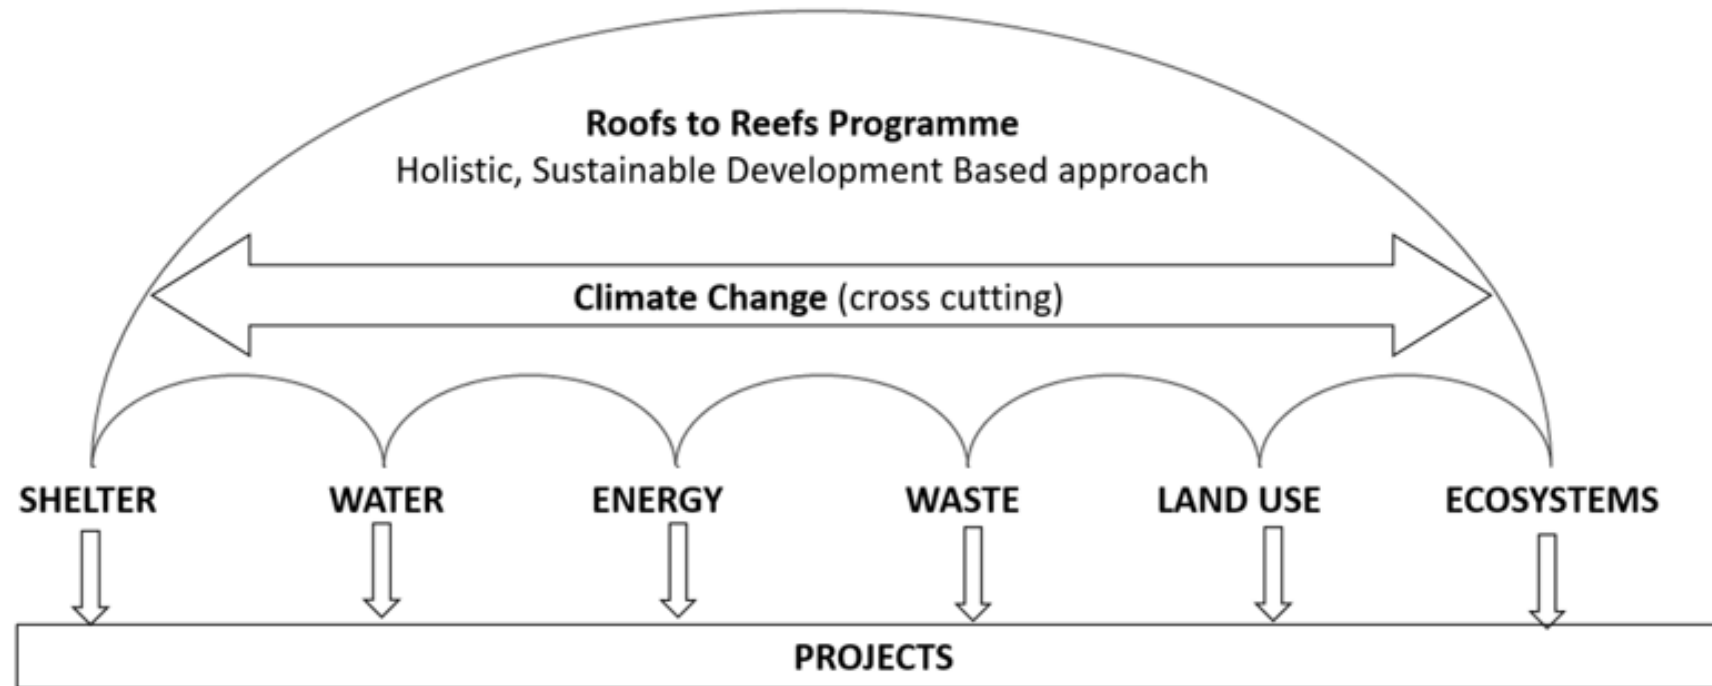 Roofs to Reefs Programme
Holistic, Sustainable Development Based approach
Climate Change (cross cutting)
SHELTER WATER ENERGY WASTE LAND USE ECOSYSTEMS
PROJECTS